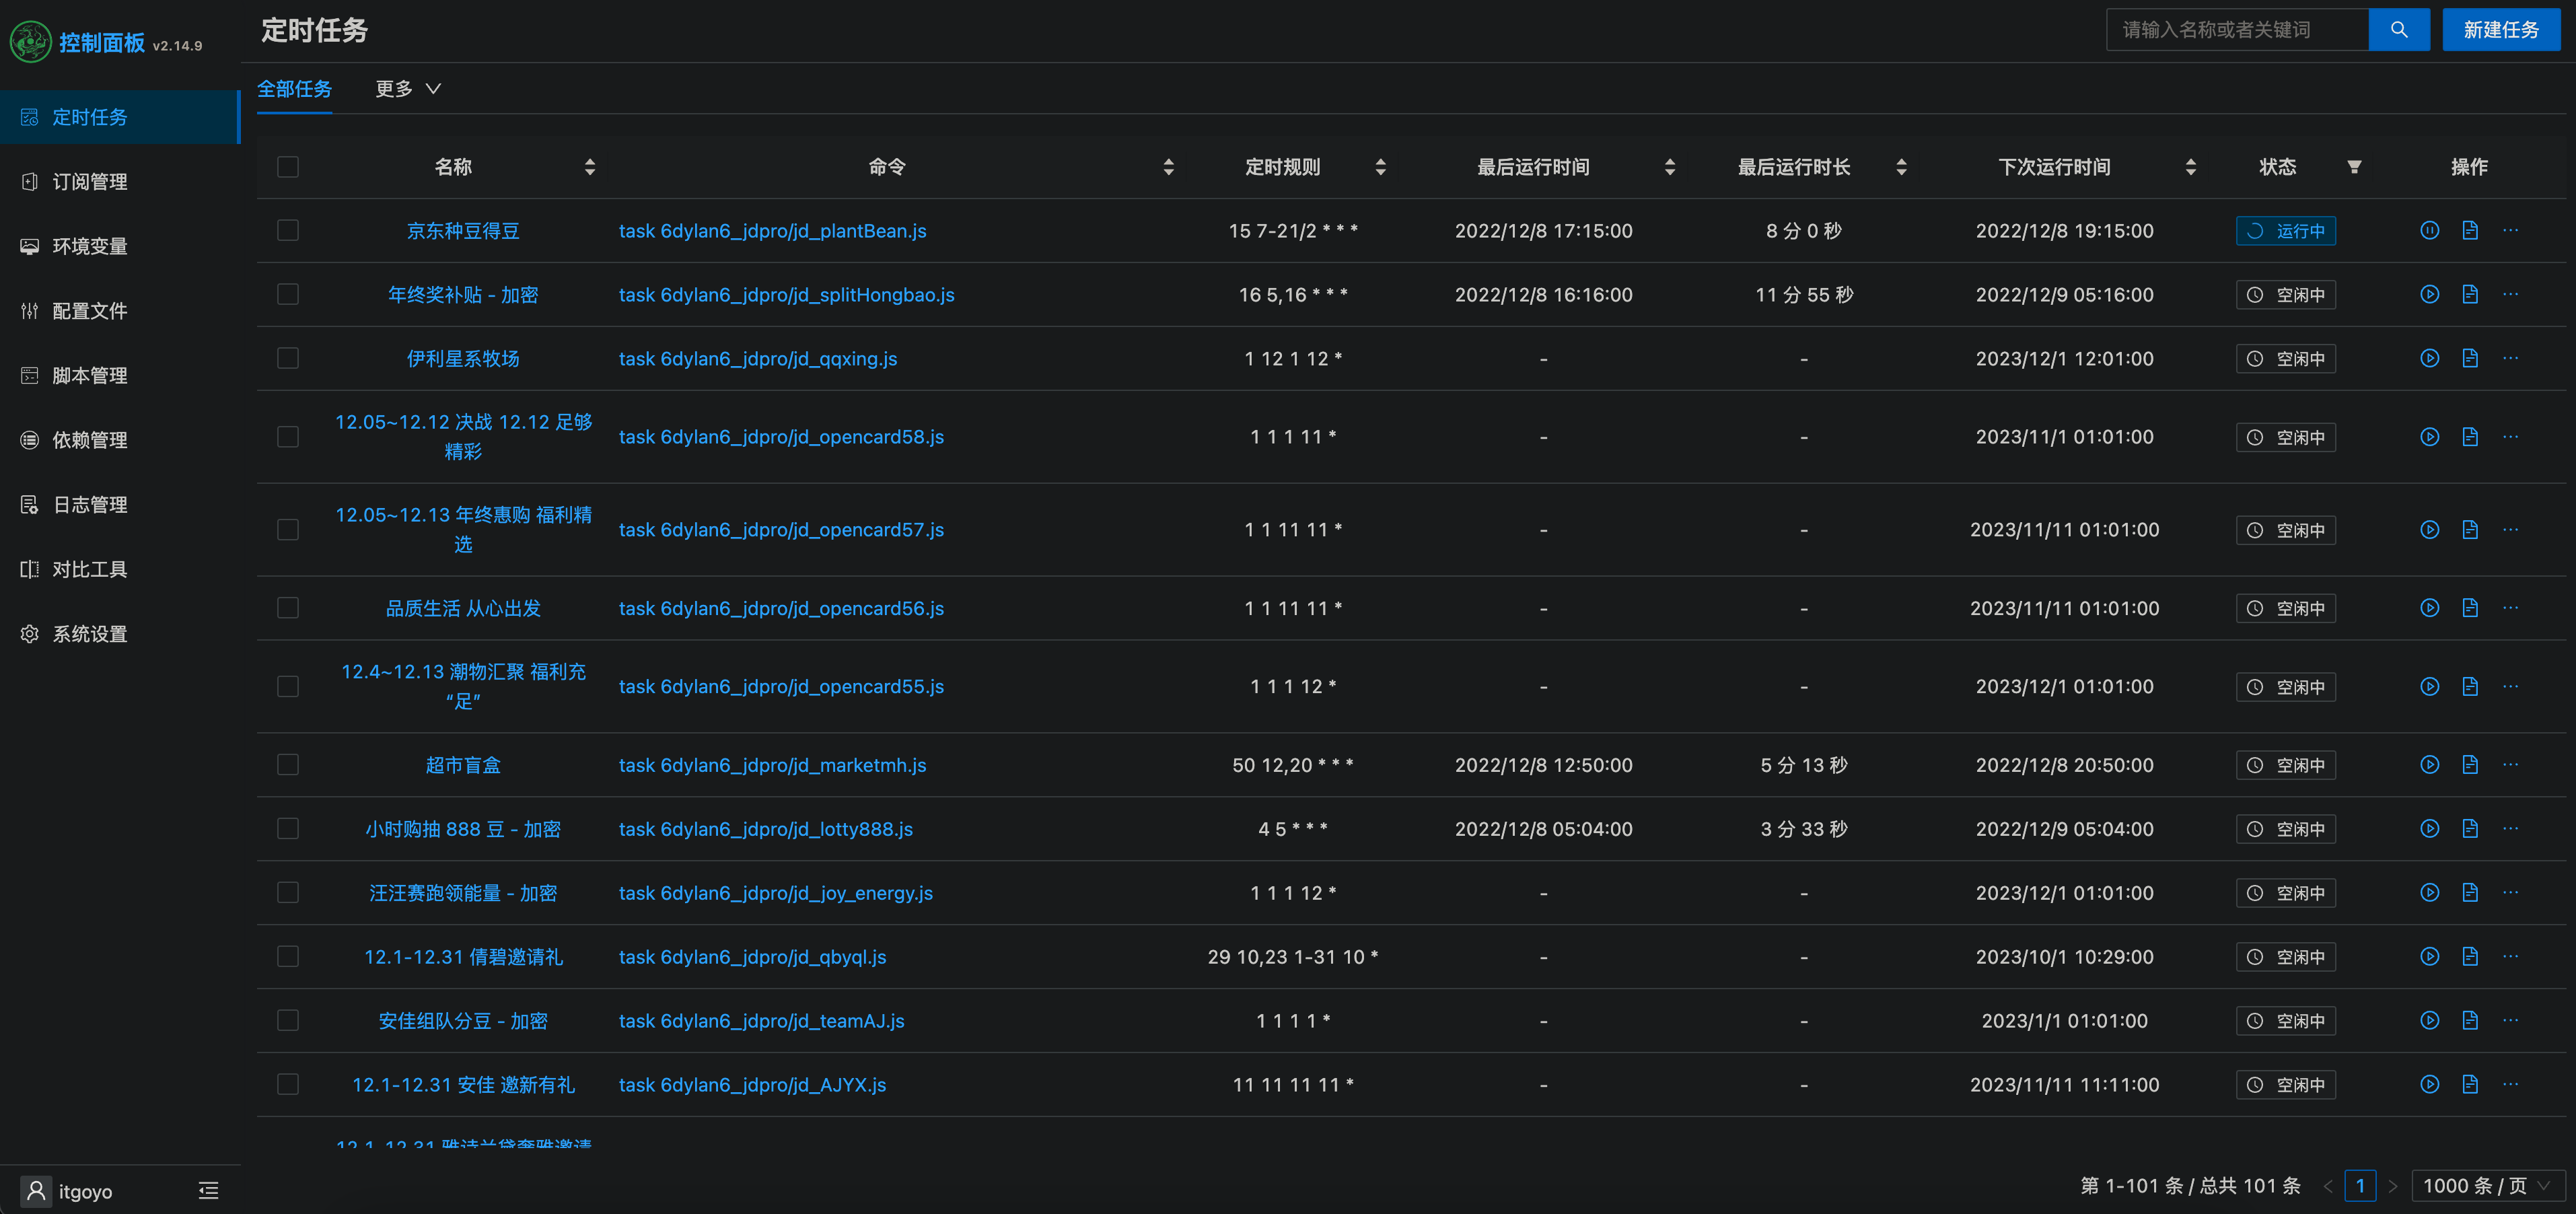 控制面板 v2.14.9
定时任务
请输入名称或者关键词
新建任务
定时任务
订阅管理
环境变量
配置文件
脚本管理
依赖管理
日志管理
对比工具
系统设置
全部任务 更多
名称 命令 定时规则 最后运行时间 最后运行时长 下次运行时间 状态 操作
京东种豆得豆 task 6dylan6_jdpro/jd_plantBean.js 15 7-21/2 * * * 2022/12/8 17:15:00 8 分 0 秒 2022/12/8 19:15:00 运行中 ...
年终奖补贴 - 加密 task 6dylan6_jdpro/jd_splitHongbao.js 16 5,16 * * * 2022/12/8 16:16:00 11 分 55 秒 2022/12/9 05:16:00 空闲中 ...
伊利星系牧场 task 6dylan6_jdpro/jd_qqxing.js 1 12 1 12 * - - 2023/12/1 12:01:00 空闲中 ...
12.05~12.12 决战 12.12 足够
精彩 task 6dylan6_jdpro/jd_opencard58.js 1 1 1 11 * - - 2023/11/1 01:01:00 空闲中 ...
12.05~12.13 年终惠购 福利精
选 task 6dylan6_jdpro/jd_opencard57.js 1 1 11 11 * - - 2023/11/11 01:01:00 空闲中 ...
品质生活 从心出发 task 6dylan6_jdpro/jd_opencard56.js 1 1 11 11 * - - 2023/11/11 01:01:00 空闲中 ...
12.4~12.13 潮物汇聚 福利充
“足” task 6dylan6_jdpro/jd_opencard55.js 1 1 1 12 * - - 2023/12/1 01:01:00 空闲中 ...
超市盲盒 task 6dylan6_jdpro/jd_marketmh.js 50 12,20 * * * 2022/12/8 12:50:00 5 分 13 秒 2022/12/8 20:50:00 空闲中 ...
小时购抽 888 豆 - 加密 task 6dylan6_jdpro/jd_lotty888.js 4 5 * * * 2022/12/8 05:04:00 3 分 33 秒 2022/12/9 05:04:00 空闲中 ...
汪汪赛跑领能量 - 加密 task 6dylan6_jdpro/jd_joy_energy.js 1 1 1 12 * - - 2023/12/1 01:01:00 空闲中 ...
12.1-12.31 倩碧邀请礼 task 6dylan6_jdpro/jd_qbyql.js 29 10,23 1-31 10 * - - 2023/10/1 10:29:00 空闲中 ...
安佳组队分豆 - 加密 task 6dylan6_jdpro/jd_teamAJ.js 1 1 1 1 * - - 2023/1/1 01:01:00 空闲中 ...
12.1-12.31 安佳 邀新有礼 task 6dylan6_jdpro/jd_AJYX.js 11 11 11 11 * - - 2023/11/11 11:11:00 空闲中 ...
12.1-12.31 雅诗兰黛奢雅邀请
itgoyo
第 1-101 条 / 总共 101 条 < 1 > 1000 条 / 页